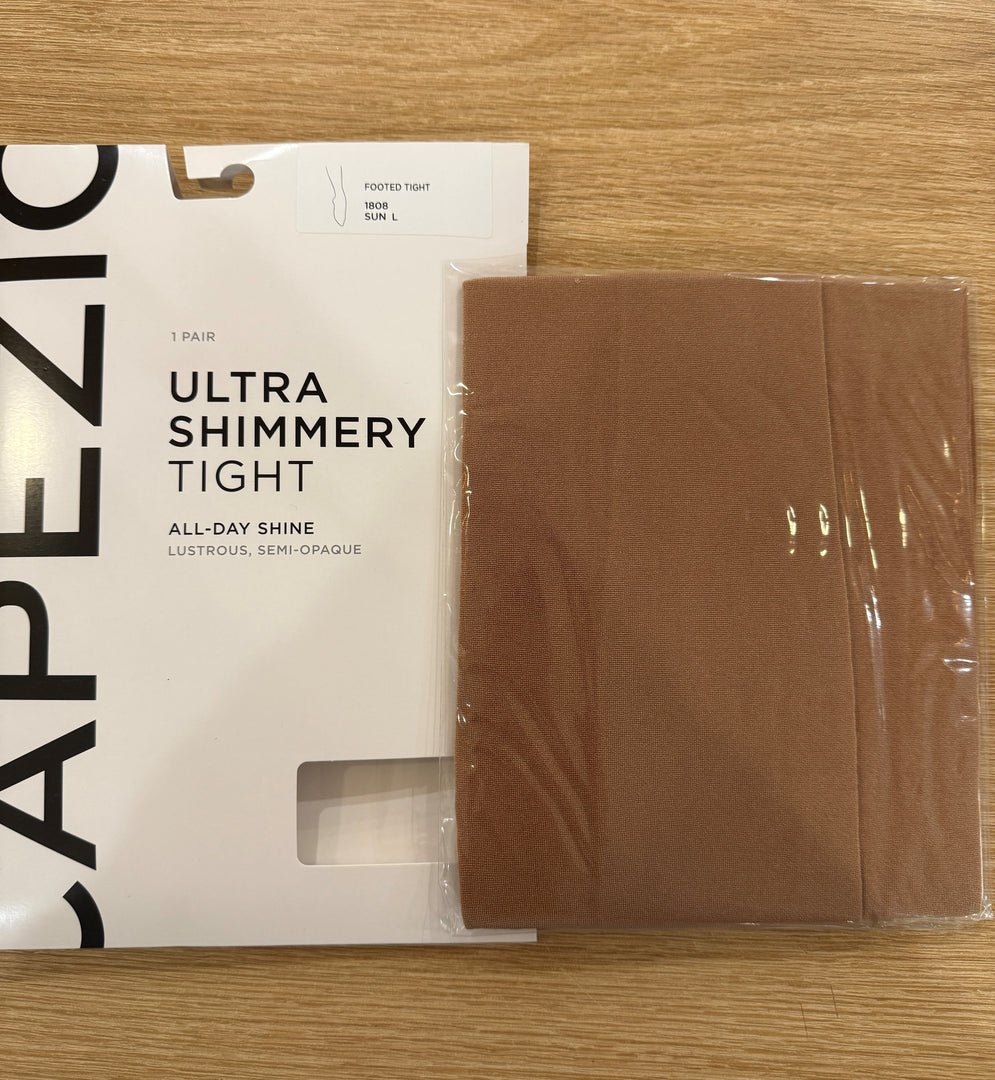 CAPEZIO
FOOTED TIGHT
1808
SUN L
1 PAIR
ULTRA
SHIMMERY
TIGHT
ALL-DAY SHINE
LUSTROUS, SEMI-OPAQUE